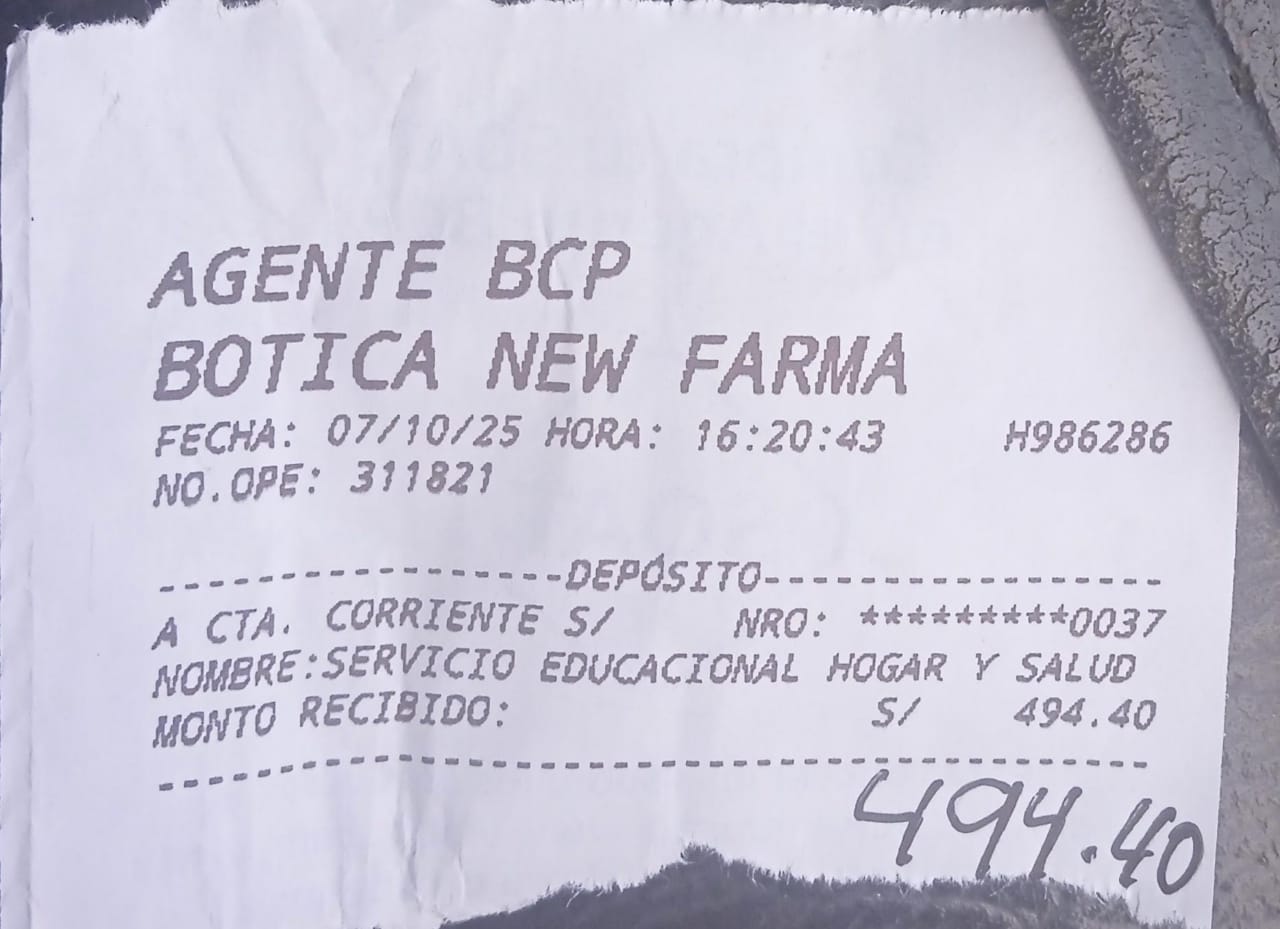 AGENTE BCP
BOTICA NEW FARMA
FECHA: 07/10/25 HORA: 16:20:43 H986286
NO.OPE: 311821
-----------------DEPÓSITO-----------------
A CTA. CORRIENTE S/ NRO: *********0037
NOMBRE:SERVICIO EDUCACIONAL HOGAR Y SALUD
MONTO RECIBIDO: S/ 494.40
------------------------------------------
494.40